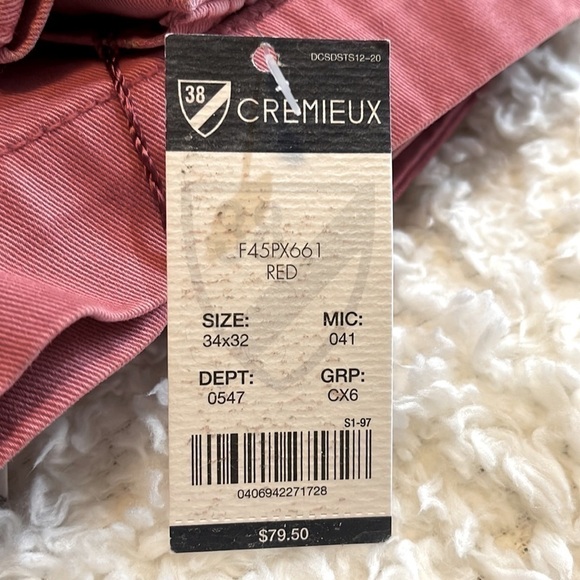 DCSDSTS12-20
38
CREMIEUX
F45PX661
RED
SIZE: MIC:
34x32 041
DEPT: GRP:
0547 CX6
S1-97
0406942271728
$79.50